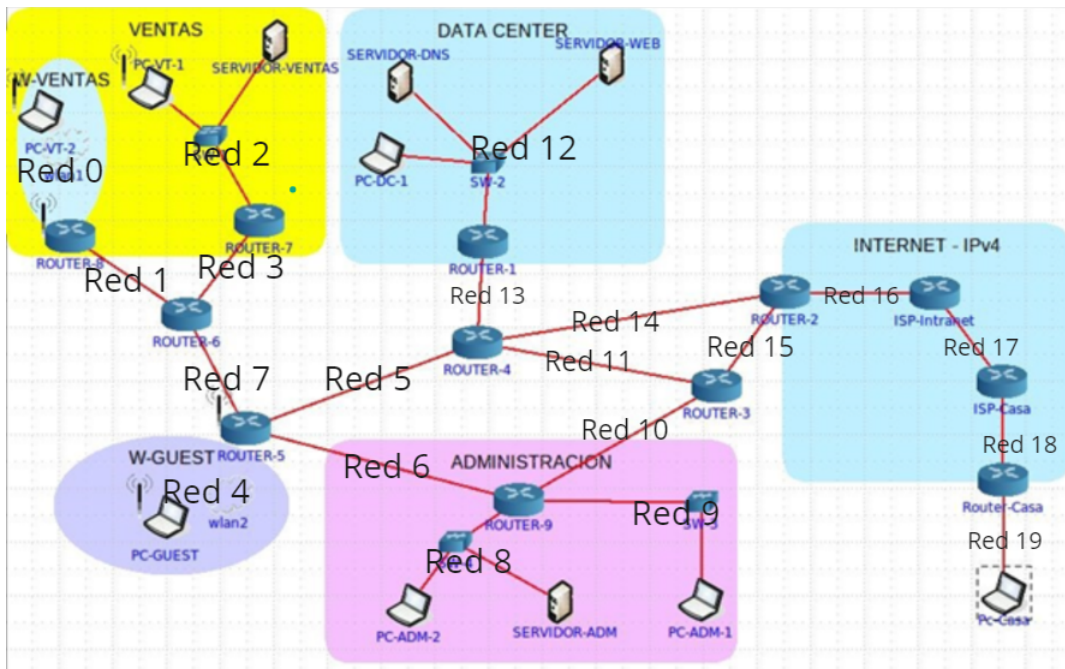 VENTAS
DATA CENTER
SERVIDOR-DNS
SERVIDOR-WEB
PC-VT-1
SERVIDOR-VENTAS
W-VENTAS
PC-VT-2
Red 0
wlan1
Red 2
Red 12
PC-DC-1
SW-2
ROUTER-8
ROUTER-7
ROUTER-1
INTERNET - IPv4
Red 1
Red 3
Red 13
Red 14
Red 16
ROUTER-2
ISP-Intranet
ROUTER-6
ROUTER-4
Red 11
Red 15
Red 17
Red 7
Red 5
ROUTER-3
ISP-Casa
Red 10
W-GUEST
ROUTER-5
Red 6
ADMINISTRACION
Red 18
Red 4
wlan2
ROUTER-9
Red 9
SW-3
Router-Casa
PC-GUEST
Red 8
Red 19
PC-ADM-2
SERVIDOR-ADM
PC-ADM-1
Pc-Casa